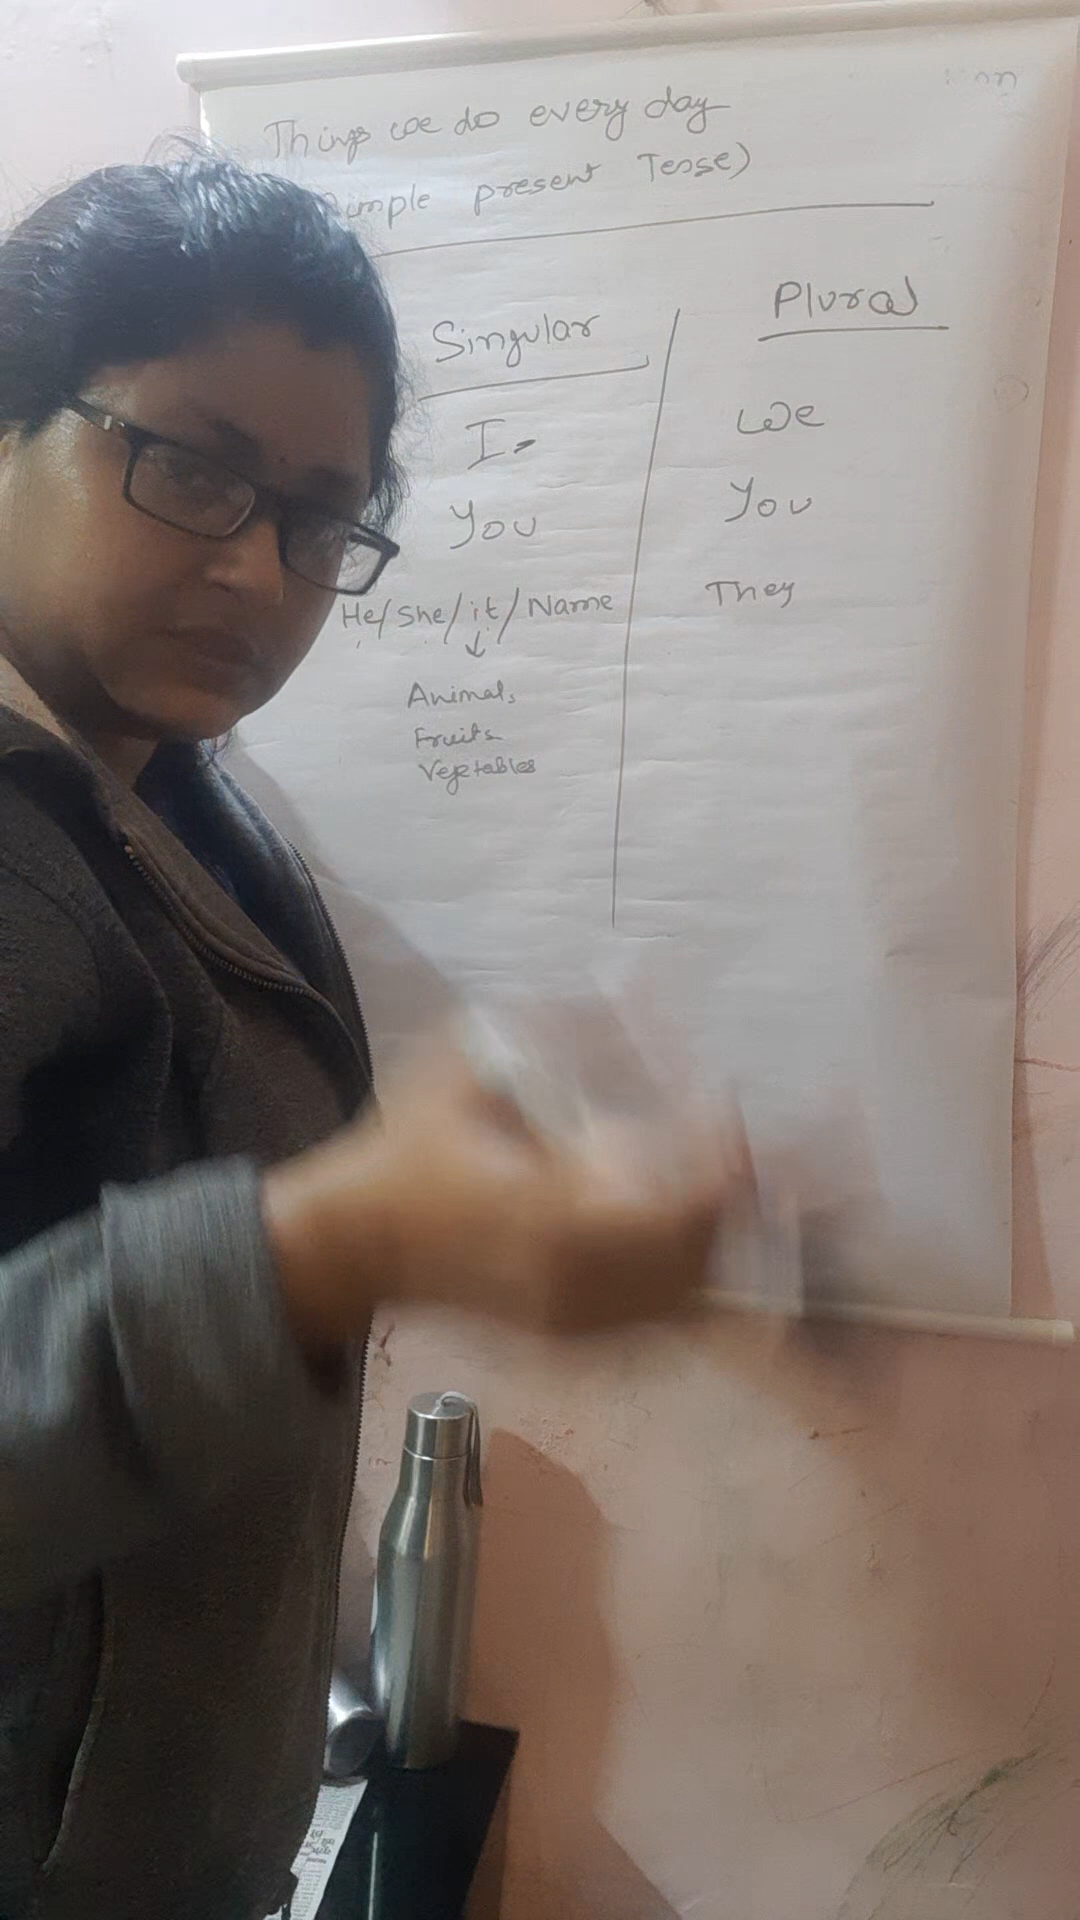 Things we do every day
Simple present Tense)
Singular
Plural
I
We
You
You
He/She/it/Name
They
↓
Animals
Fruits
Vegetables